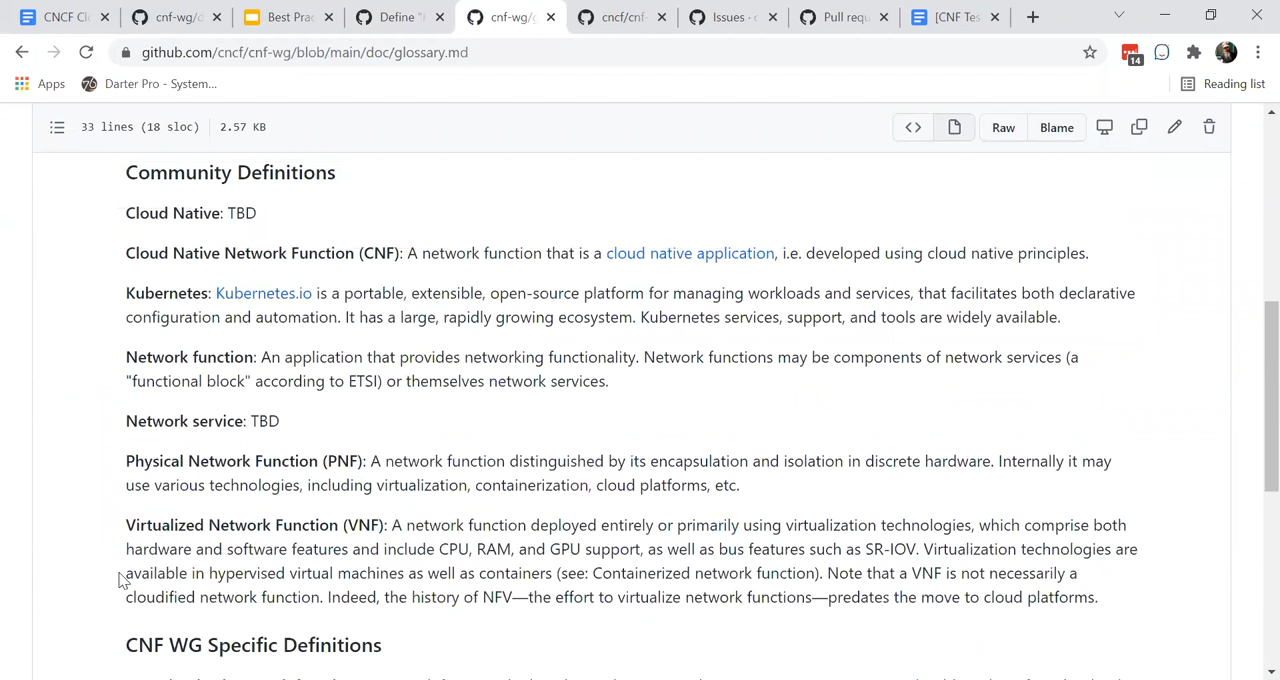 CNCF Cl
cnf-wg/d
Best Prac
Define "
cnf-wg/g
cncf/cnf-
Issues · c
Pull requ
[CNF Tes
github.com/cncf/cnf-wg/blob/main/doc/glossary.md
14
Apps
Darter Pro - System...
Reading list
33 lines (18 sloc)
2.57 KB
Raw
Blame
Community Definitions
Cloud Native: TBD
Cloud Native Network Function (CNF): A network function that is a cloud native application, i.e. developed using cloud native principles.
Kubernetes: Kubernetes.io is a portable, extensible, open-source platform for managing workloads and services, that facilitates both declarative
configuration and automation. It has a large, rapidly growing ecosystem. Kubernetes services, support, and tools are widely available.
Network function: An application that provides networking functionality. Network functions may be components of network services (a
"functional block" according to ETSI) or themselves network services.
Network service: TBD
Physical Network Function (PNF): A network function distinguished by its encapsulation and isolation in discrete hardware. Internally it may
use various technologies, including virtualization, containerization, cloud platforms, etc.
Virtualized Network Function (VNF): A network function deployed entirely or primarily using virtualization technologies, which comprise both
hardware and software features and include CPU, RAM, and GPU support, as well as bus features such as SR-IOV. Virtualization technologies are
available in hypervised virtual machines as well as containers (see: Containerized network function). Note that a VNF is not necessarily a
cloudified network function. Indeed, the history of NFV—the effort to virtualize network functions—predates the move to cloud platforms.
CNF WG Specific Definitions